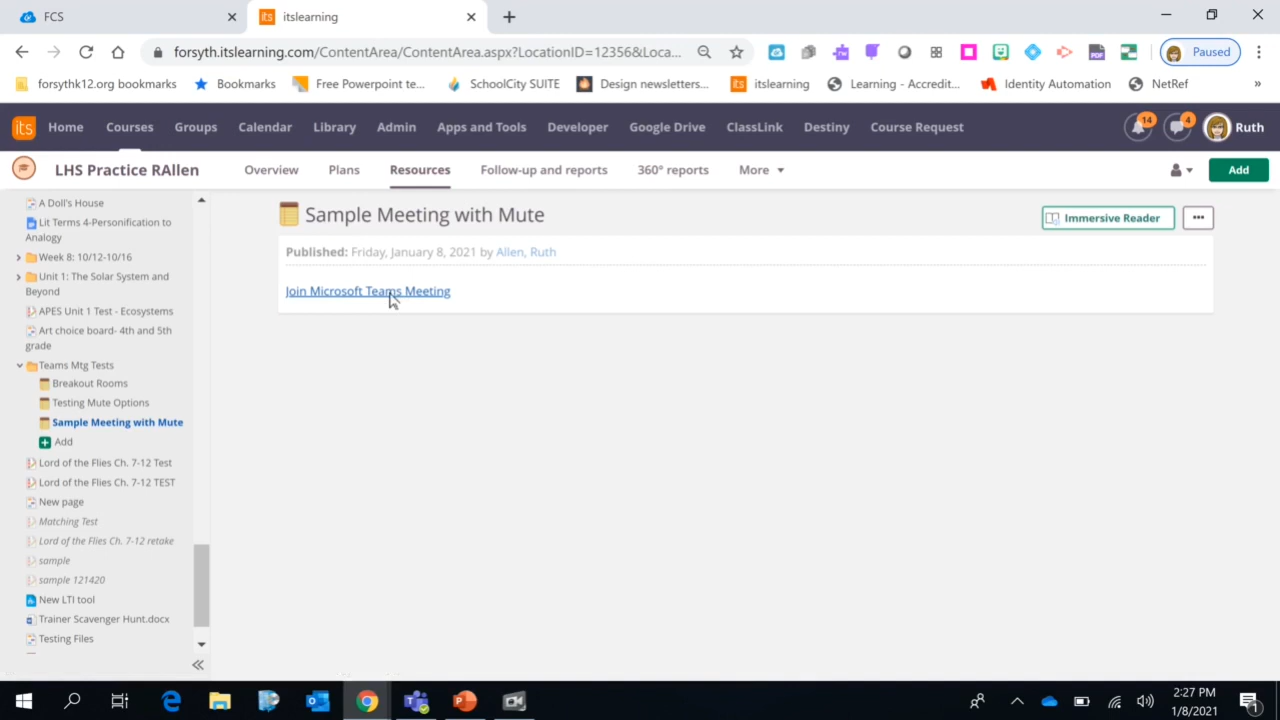 FCS
its itslearning
forsyth.itslearning.com/ContentArea/ContentArea.aspx?LocationID=12356&Loca...
Paused
forsythk12.org bookmarks
Bookmarks
Free Powerpoint te...
SchoolCity SUITE
Design newsletters...
its itslearning
Learning - Accredit...
Identity Automation
NetRef
»
its
Home
Courses
Groups
Calendar
Library
Admin
Apps and Tools
Developer
Google Drive
ClassLink
Destiny
Course Request
14
4
Ruth
LHS Practice RAllen
Overview
Plans
Resources
Follow-up and reports
360° reports
More
Add
A Doll's House
Lit Terms 4-Personification to
Analogy
Week 8: 10/12-10/16
Unit 1: The Solar System and
Beyond
APES Unit 1 Test - Ecosystems
Art choice board- 4th and 5th
grade
Teams Mtg Tests
Breakout Rooms
Testing Mute Options
Sample Meeting with Mute
Add
Lord of the Flies Ch. 7-12 Test
Lord of the Flies Ch. 7-12 TEST
New page
Matching Test
Lord of the Flies Ch. 7-12 retake
sample
sample 121420
New LTI tool
Trainer Scavenger Hunt.docx
Testing Files
Sample Meeting with Mute
Immersive Reader
Published: Friday, January 8, 2021 by Allen, Ruth
Join Microsoft Teams Meeting
2:27 PM
1/8/2021
1